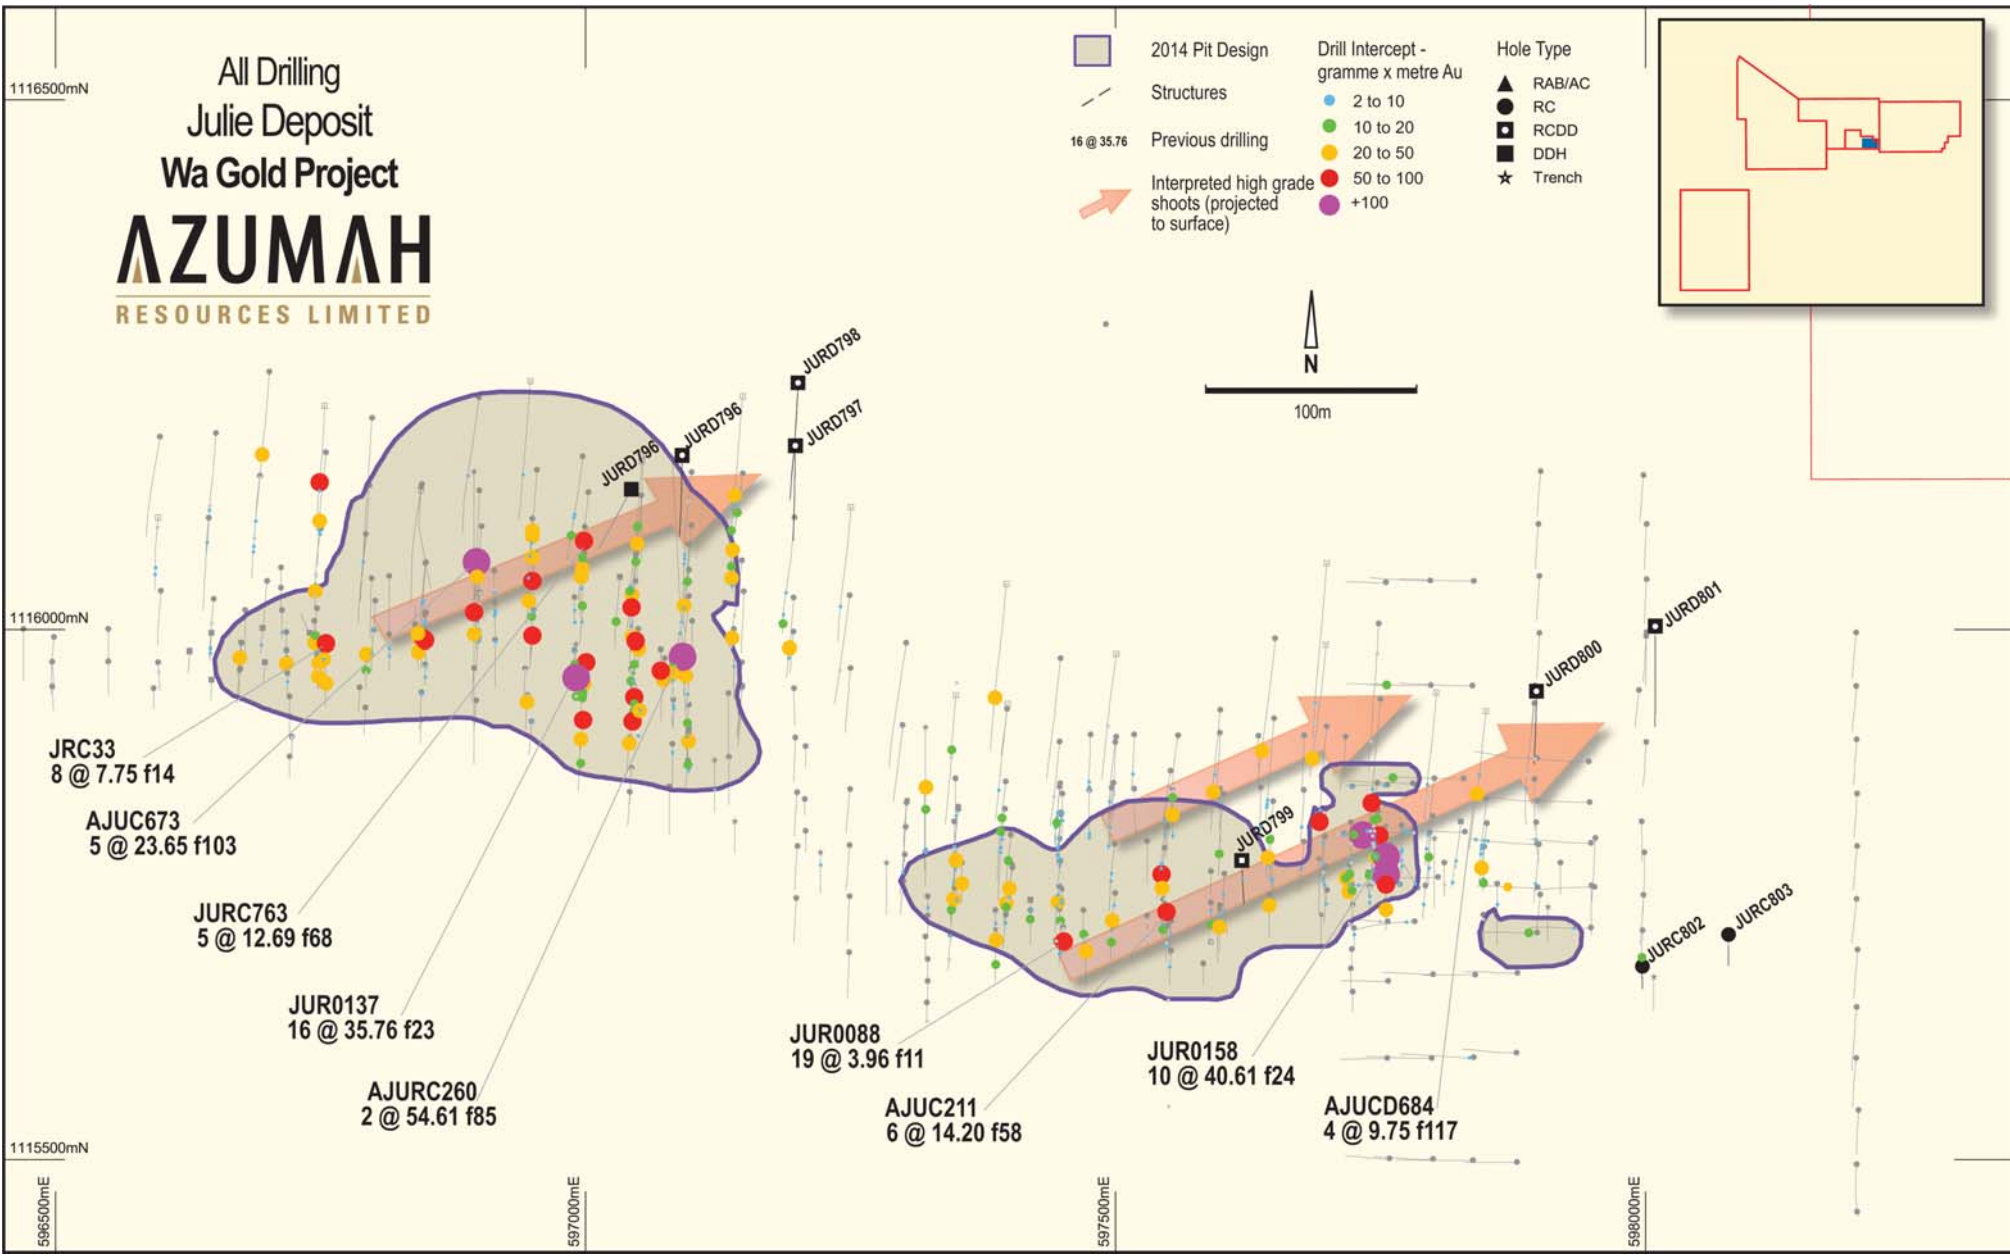 All Drilling
Julie Deposit
Wa Gold Project
AZUMAH
RESOURCES LIMITED
2014 Pit Design
Structures
16 @ 35.76 Previous drilling
Interpreted high grade
shoots (projected
to surface)
Drill Intercept -
gramme x metre Au
2 to 10
10 to 20
20 to 50
50 to 100
+100
Hole Type
RAB/AC
RC
RCDD
DDH
Trench
N
100m
1116500mN
1116000mN
1115500mN
596500mE
597000mE
597500mE
598000mE
JURD798
JURD797
JURD796
JURD796
JURD801
JURD800
JURD799
JURC803
JURC802
JRC33
8 @ 7.75 f14
AJUC673
5 @ 23.65 f103
JURC763
5 @ 12.69 f68
JUR0137
16 @ 35.76 f23
AJURC260
2 @ 54.61 f85
JUR0088
19 @ 3.96 f11
AJUC211
6 @ 14.20 f58
JUR0158
10 @ 40.61 f24
AJUCD684
4 @ 9.75 f117